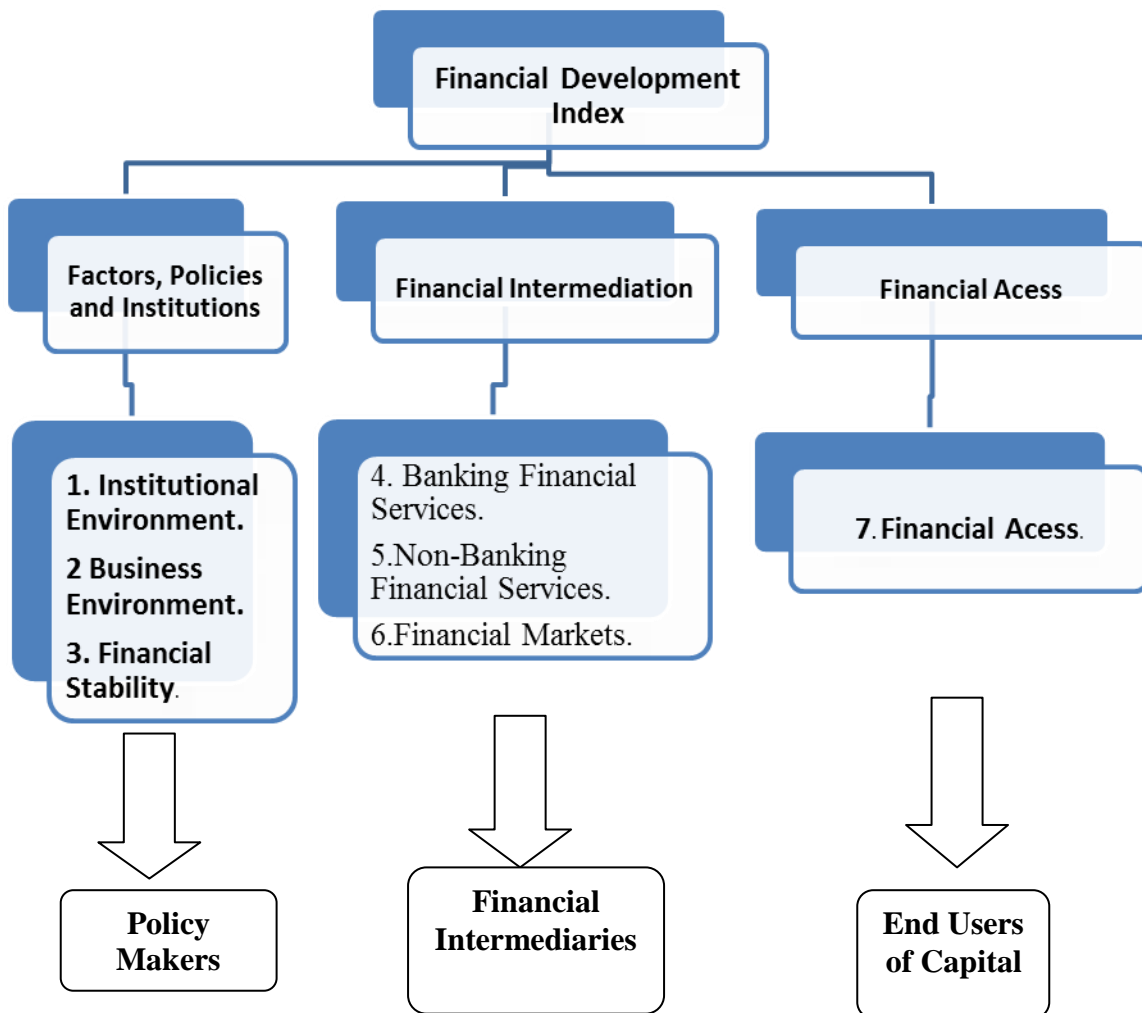 Financial Development
Index
Factors, Policies
and Institutions
Financial Intermediation
Financial Acess
1. Institutional
Environment.
2 Business
Environment.
3. Financial
Stability.
4. Banking Financial
Services.
5.Non-Banking
Financial Services.
6.Financial Markets.
7. Financial Acess.
Policy
Makers
Financial
Intermediaries
End Users
of Capital